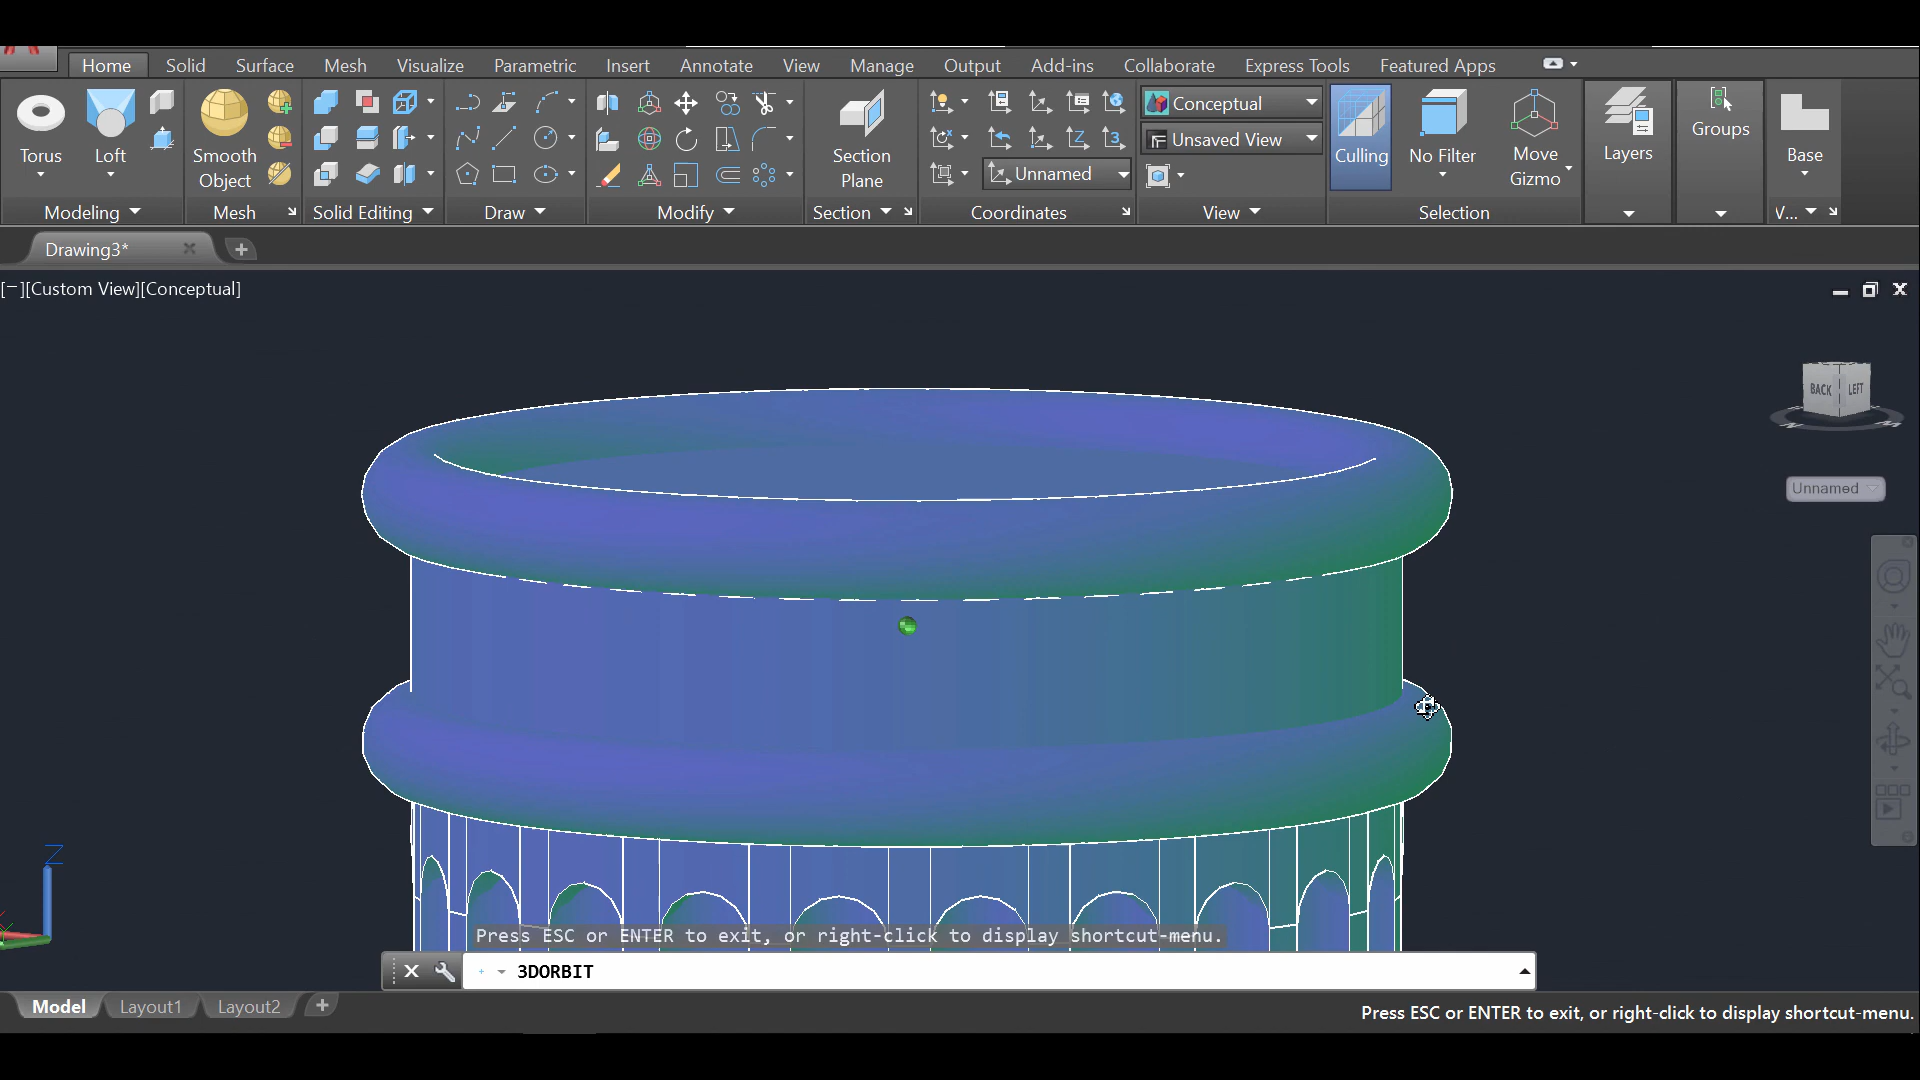 Home Solid Surface Mesh Visualize Parametric Insert Annotate View Manage Output Add-ins Collaborate Express Tools Featured Apps
Torus Loft Smooth Object Section Plane Conceptual Unsaved View Unnamed Culling No Filter Move Gizmo Layers Groups Base
Modeling Mesh Solid Editing Draw Modify Section Coordinates View Selection V...
Drawing3*
[−][Custom View][Conceptual]
BACK LEFT
Unnamed
Z
Press ESC or ENTER to exit, or right-click to display shortcut-menu.
3DORBIT
Model Layout1 Layout2
Press ESC or ENTER to exit, or right-click to display shortcut-menu.